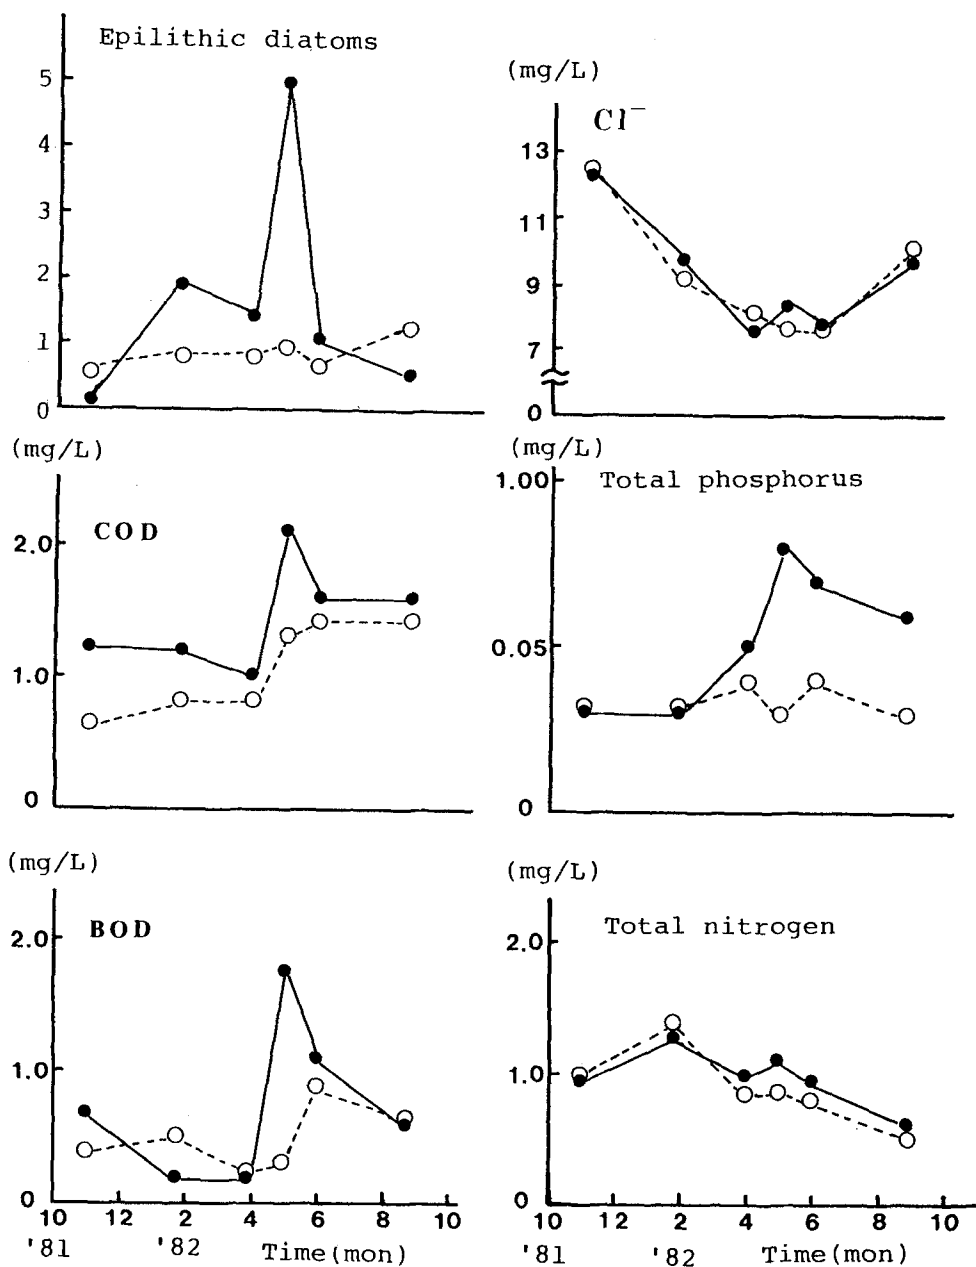 Epilithic diatoms
5
4
3
2
1
0
(mg/L)
Cl⁻
13
11
9
7
0
(mg/L)
COD
2.0
1.0
0
(mg/L)
Total phosphorus
1.00
0.05
0
(mg/L)
BOD
2.0
1.0
0
10 12 2 4 6 8 10
'81 '82 Time(mon)
(mg/L)
Total nitrogen
2.0
1.0
0
10 12 2 4 6 8 10
'81 '82 Time(mon)